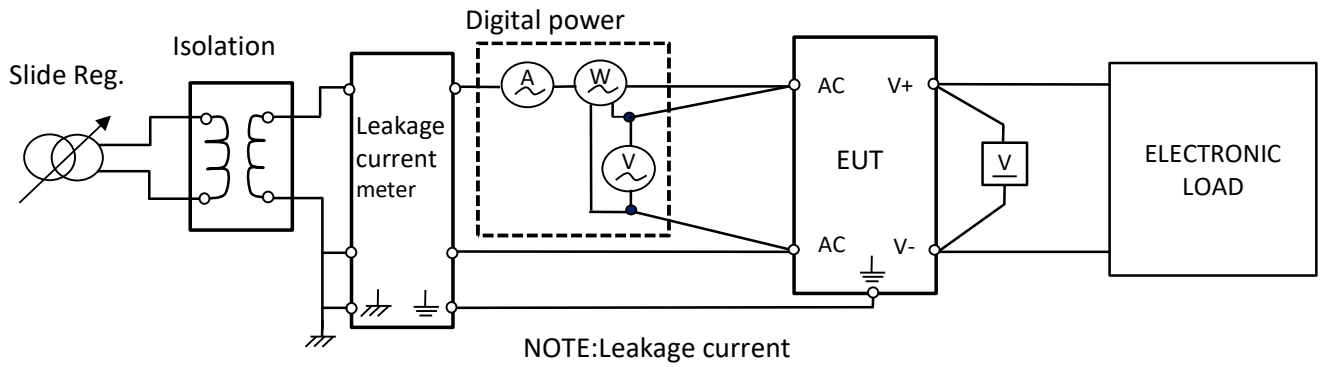 Digital power
Isolation
Slide Reg.
A
W
AC
V+
Leakage
current
meter
V
EUT
V
ELECTRONIC
LOAD
AC
V-
NOTE:Leakage current